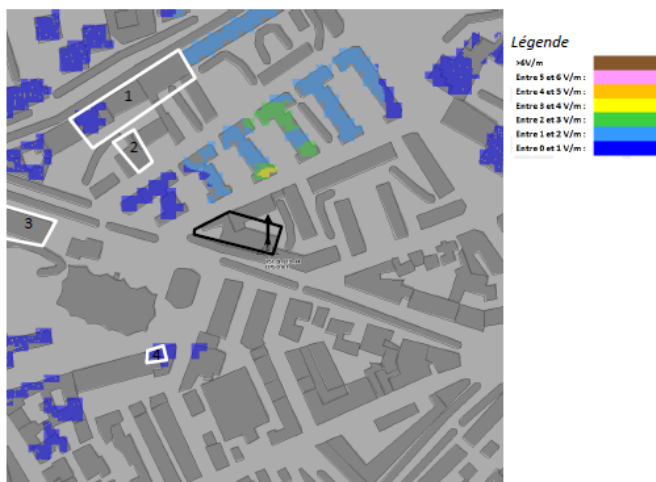 Légende
>6V/m
Entre 5 et 6 V/m :
Entre 4 et 5 V/m :
Entre 3 et 4 V/m :
Entre 2 et 3 V/m :
Entre 1 et 2 V/m :
Entre 0 et 1 V/m :
1
2
3
4